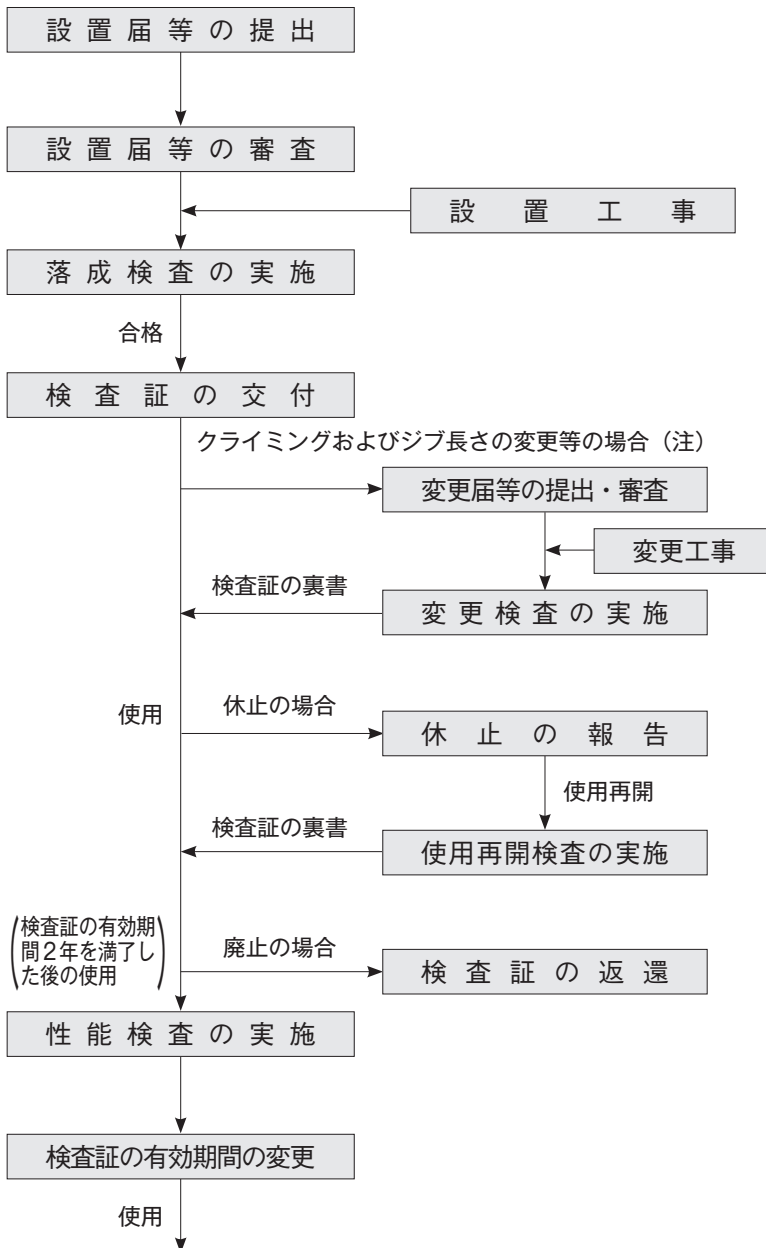 設置届等の提出
設置届等の審査
設置工事
落成検査の実施
合格
検査証の交付
クライミングおよびジブ長さの変更等の場合（注）
変更届等の提出・審査
変更工事
検査証の裏書
変更検査の実施
使用
休止の場合
休止の報告
使用再開
検査証の裏書
使用再開検査の実施
（検査証の有効期
間２年を満了し
た後の使用）
廃止の場合
検査証の返還
性能検査の実施
検査証の有効期間の変更
使用